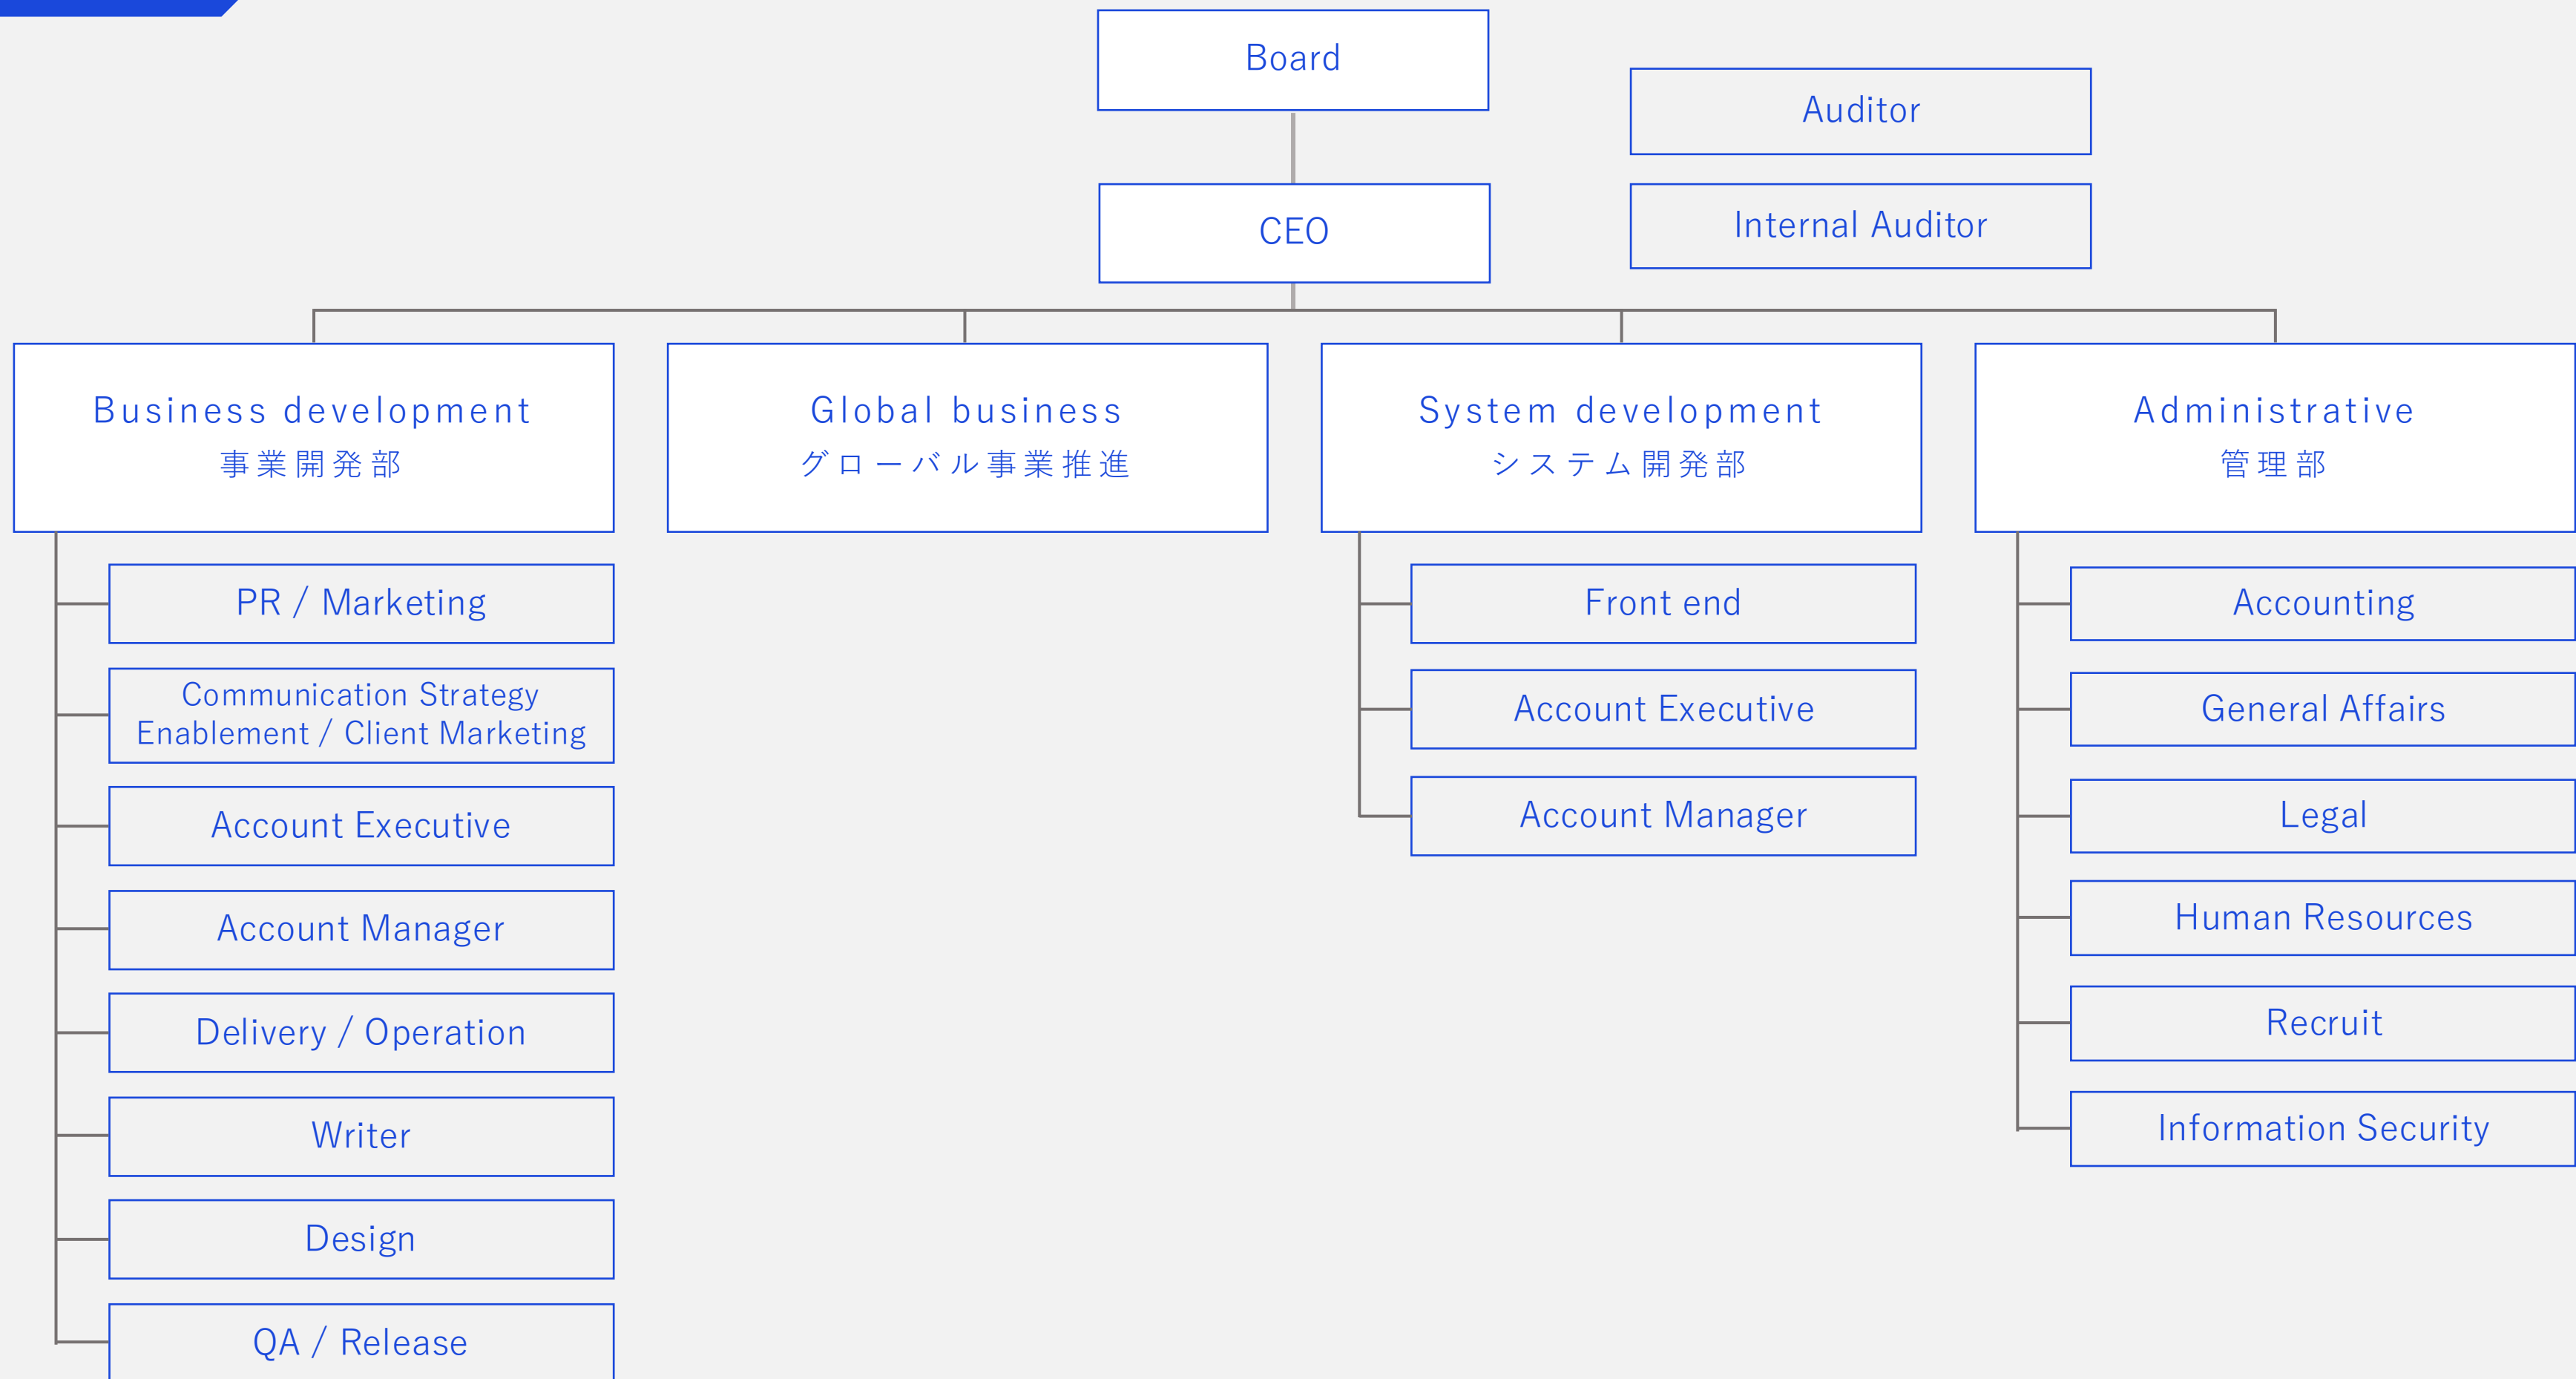 Board
Auditor
CEO
Internal Auditor
Business development
事業開発部
Global business
グローバル事業推進
System development
システム開発部
Administrative
管理部
PR / Marketing
Communication Strategy
Enablement / Client Marketing
Account Executive
Account Manager
Delivery / Operation
Writer
Design
QA / Release
Front end
Account Executive
Account Manager
Accounting
General Affairs
Legal
Human Resources
Recruit
Information Security